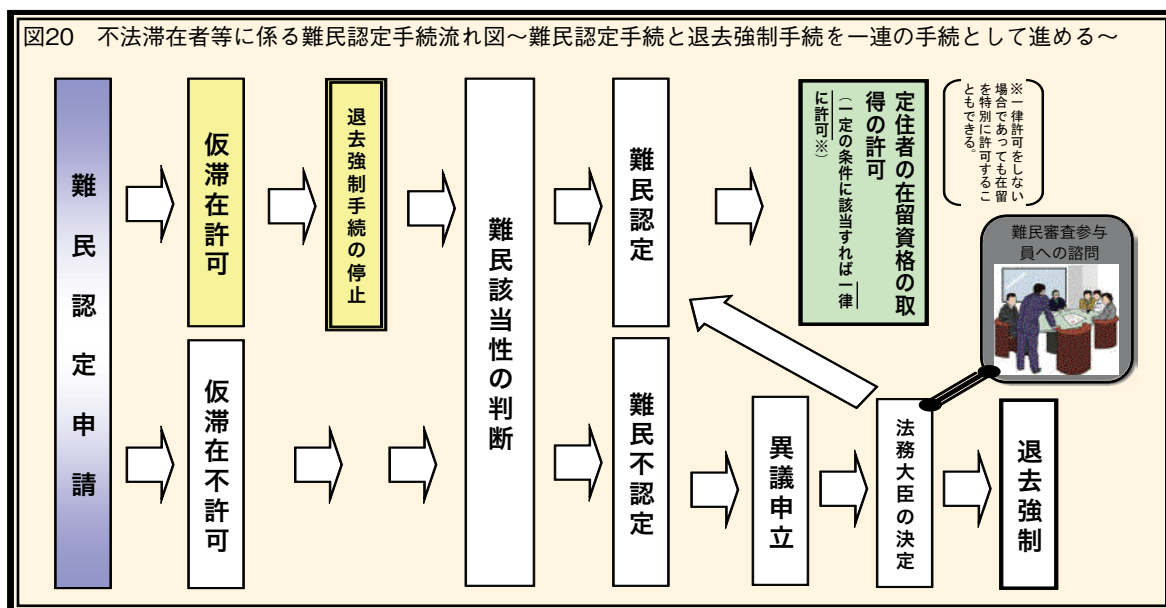 図20　不法滞在者等に係る難民認定手続流れ図～難民認定手続と退去強制手続を一連の手続として進める～
難民認定申請
仮滞在許可
退去強制手続の停止
仮滞在不許可
難民該当性の判断
難民認定
定住者の在留資格の取
得の許可
（一定の条件に該当すれば一律
に許可※）
※一律許可をしない
場合であっても在留
を特別に許可するこ
ともできる。
難民審査参与
員への諮問
難民不認定
異議申立
法務大臣の決定
退去強制